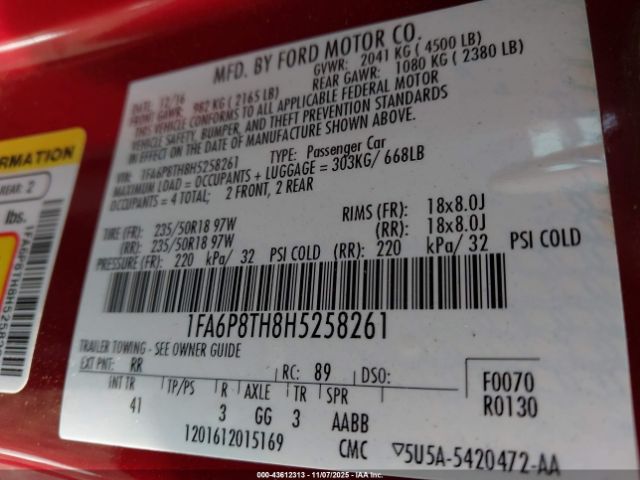 MFD. BY FORD MOTOR CO.
DATE: 12/16 GVWR: 2041 KG ( 4500 LB)
FRONT GAWR: 982 KG ( 2165 LB) REAR GAWR: 1080 KG ( 2380 LB)
THIS VEHICLE CONFORMS TO ALL APPLICABLE FEDERAL MOTOR
VEHICLE SAFETY, BUMPER, AND THEFT PREVENTION STANDARDS
IN EFFECT ON THE DATE OF MANUFACTURE SHOWN ABOVE.
VIN: 1FA6P8TH8H5258261 TYPE: Passenger Car
MAXIMUM LOAD = OCCUPANTS + LUGGAGE = 303KG/ 668LB
OCCUPANTS = 4 TOTAL; 2 FRONT, 2 REAR
TIRE (FR): 235/50R18 97W RIMS (FR): 18x8.0J
(RR): 235/50R18 97W (RR): 18x8.0J
PRESSURE (FR): 220 kPa/ 32 PSI COLD (RR): 220 kPa/ 32 PSI COLD
1FA6P8TH8H5258261
TRAILER TOWING - SEE OWNER GUIDE
EXT PNT: RR RC: 89 DSO:
INT TR TP/PS R AXLE TR SPR F0070
41 3 GG 3 AABB R0130
1201612015169 CMC ▽5U5A-5420472-AA
ORMATION
REAR: 2
lbs.
000-43612313 - 11/07/2025 - IAAI.com